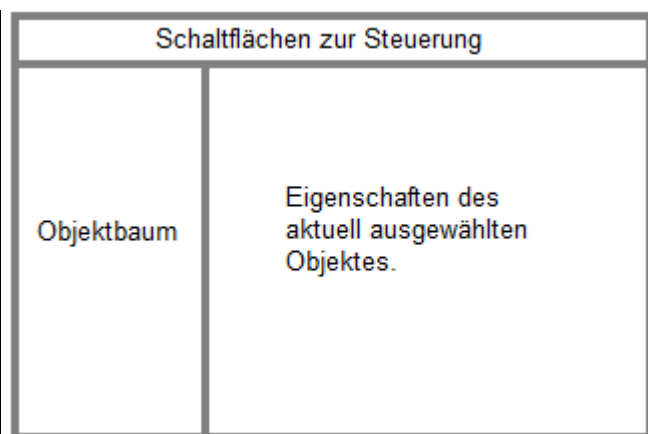 Schaltflächen zur Steuerung
Objektbaum
Eigenschaften des
aktuell ausgewählten
Objektes.